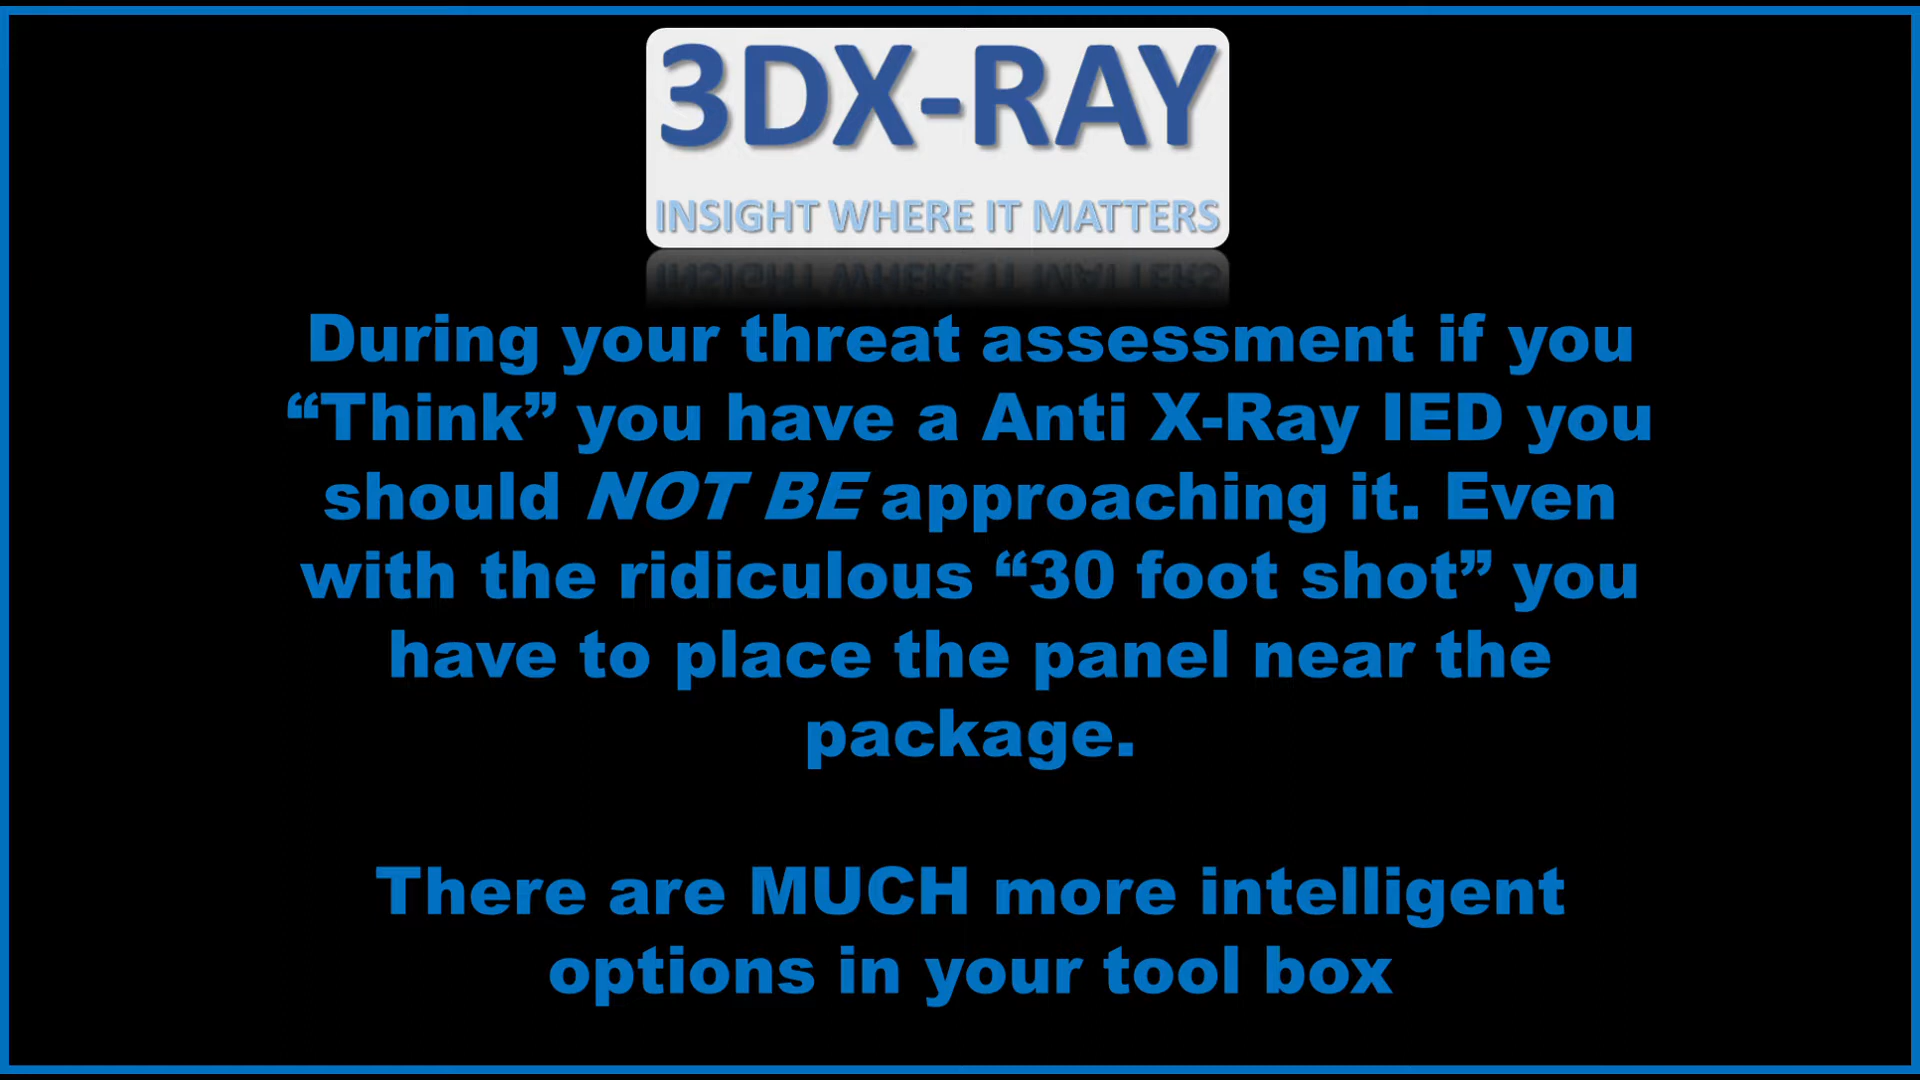 3DX-RAY
INSIGHT WHERE IT MATTERS
During your threat assessment if you
“Think” you have a Anti X-Ray IED you
should NOT BE approaching it. Even
with the ridiculous “30 foot shot” you
have to place the panel near the
package.
There are MUCH more intelligent
options in your tool box